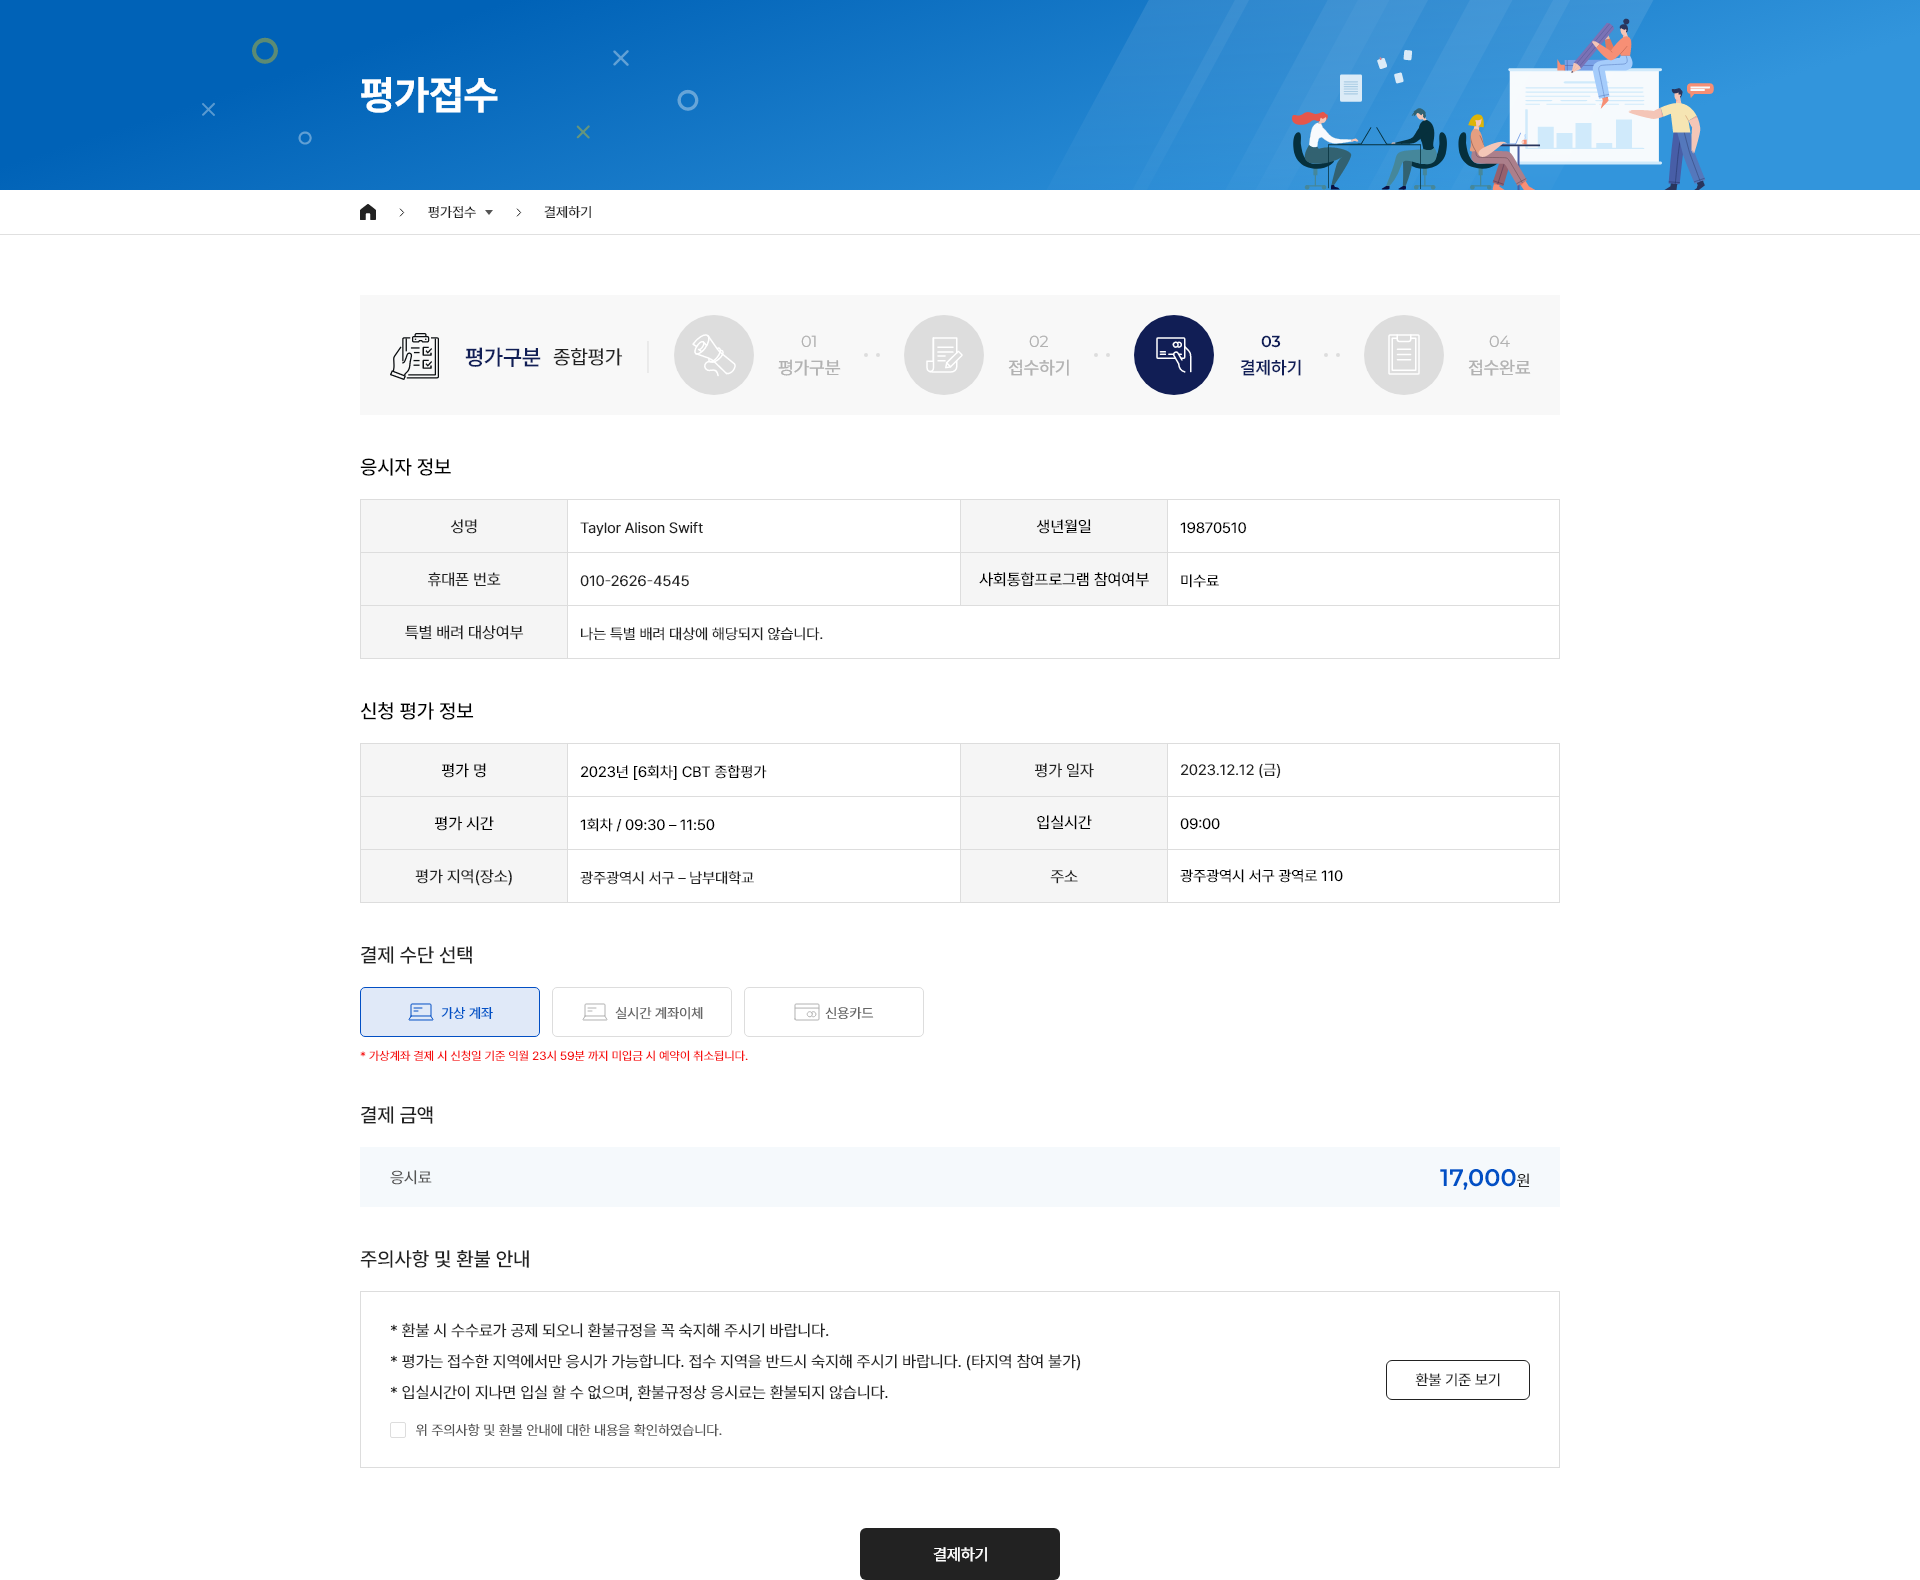 평가접수
평가접수
결제하기
평가구분 종합평가
01
평가구분
02
접수하기
03
결제하기
04
접수완료
응시자 정보
성명 Taylor Alison Swift 생년월일 19870510
휴대폰 번호 010-2626-4545 사회통합프로그램 참여여부 미수료
특별 배려 대상여부 나는 특별 배려 대상에 해당되지 않습니다.
신청 평가 정보
평가 명 2023년 [6회차] CBT 종합평가 평가 일자 2023.12.12 (금)
평가 시간 1회차 / 09:30 – 11:50 입실시간 09:00
평가 지역(장소) 광주광역시 서구 – 남부대학교 주소 광주광역시 서구 광역로 110
결제 수단 선택
가상 계좌 실시간 계좌이체 신용카드
* 가상계좌 결제 시 신청일 기준 익월 23시 59분 까지 미입금 시 예약이 취소됩니다.
결제 금액
응시료 17,000원
주의사항 및 환불 안내
* 환불 시 수수료가 공제 되오니 환불규정을 꼭 숙지해 주시기 바랍니다.
* 평가는 접수한 지역에서만 응시가 가능합니다. 접수 지역을 반드시 숙지해 주시기 바랍니다. (타지역 참여 불가)
* 입실시간이 지나면 입실 할 수 없으며, 환불규정상 응시료는 환불되지 않습니다.
위 주의사항 및 환불 안내에 대한 내용을 확인하였습니다.
환불 기준 보기
결제하기